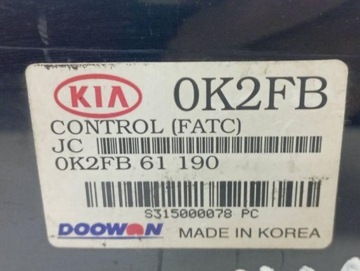 KIA 0K2FB
CONTROL (FATC)
JC
0K2FB 61 190
S315000078 PC
DOOWON MADE IN KOREA